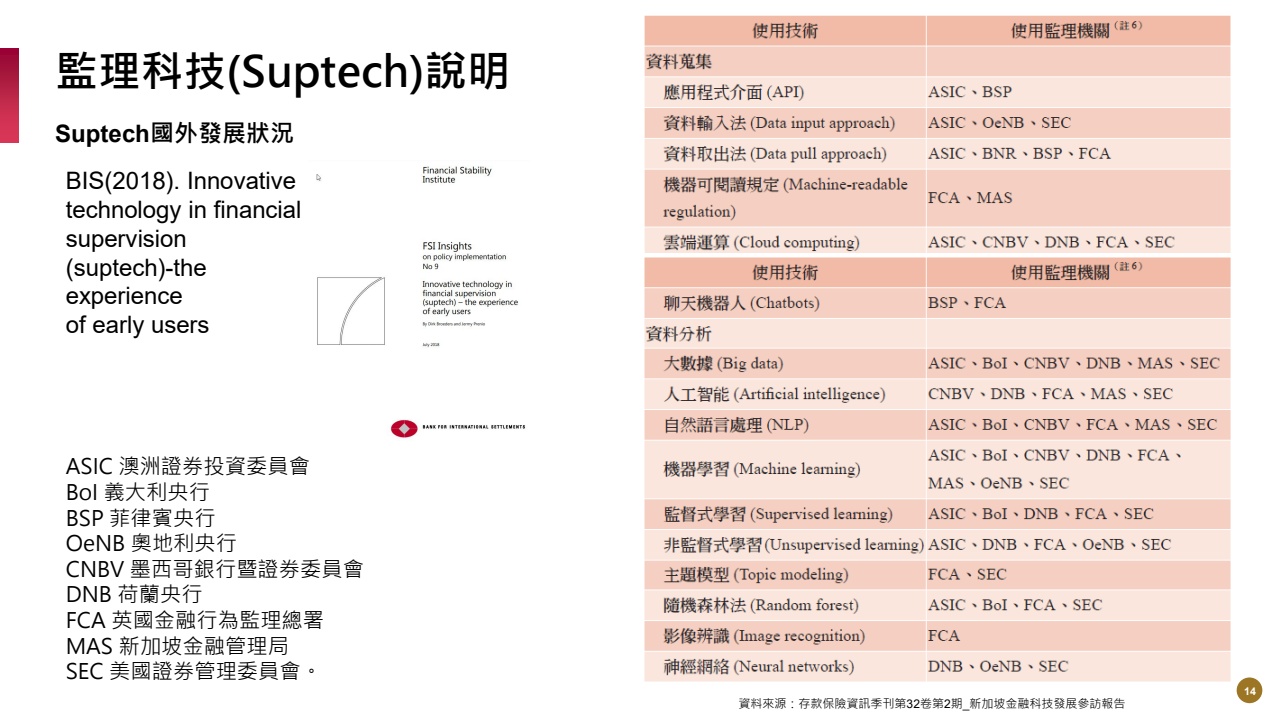 監理科技(Suptech)說明
Suptech國外發展狀況
BIS(2018). Innovative
technology in financial
supervision
(suptech)-the
experience
of early users
Financial Stability
Institute
FSI Insights
on policy implementation
No 9
Innovative technology in
financial supervision
(suptech) – the experience
of early users
By Dirk Broeders and Jermy Prenio
July 2018
BANK FOR INTERNATIONAL SETTLEMENTS
ASIC 澳洲證券投資委員會
BoI 義大利央行
BSP 菲律賓央行
OeNB 奧地利央行
CNBV 墨西哥銀行暨證券委員會
DNB 荷蘭央行
FCA 英國金融行為監理總署
MAS 新加坡金融管理局
SEC 美國證券管理委員會。
使用技術 使用監理機關(註6)
資料蒐集
應用程式介面 (API) ASIC、BSP
資料輸入法 (Data input approach) ASIC、OeNB、SEC
資料取出法 (Data pull approach) ASIC、BNR、BSP、FCA
機器可閱讀規定 (Machine-readable
regulation) FCA、MAS
雲端運算 (Cloud computing) ASIC、CNBV、DNB、FCA、SEC
使用技術 使用監理機關(註6)
聊天機器人 (Chatbots) BSP、FCA
資料分析
大數據 (Big data) ASIC、BoI、CNBV、DNB、MAS、SEC
人工智能 (Artificial intelligence) CNBV、DNB、FCA、MAS、SEC
自然語言處理 (NLP) ASIC、BoI、CNBV、FCA、MAS、SEC
機器學習 (Machine learning) ASIC、BoI、CNBV、DNB、FCA、
MAS、OeNB、SEC
監督式學習 (Supervised learning) ASIC、BoI、DNB、FCA、SEC
非監督式學習 (Unsupervised learning) ASIC、DNB、FCA、OeNB、SEC
主題模型 (Topic modeling) FCA、SEC
隨機森林法 (Random forest) ASIC、BoI、FCA、SEC
影像辨識 (Image recognition) FCA
神經網絡 (Neural networks) DNB、OeNB、SEC
資料來源：存款保險資訊季刊第32卷第2期_新加坡金融科技發展參訪報告
14